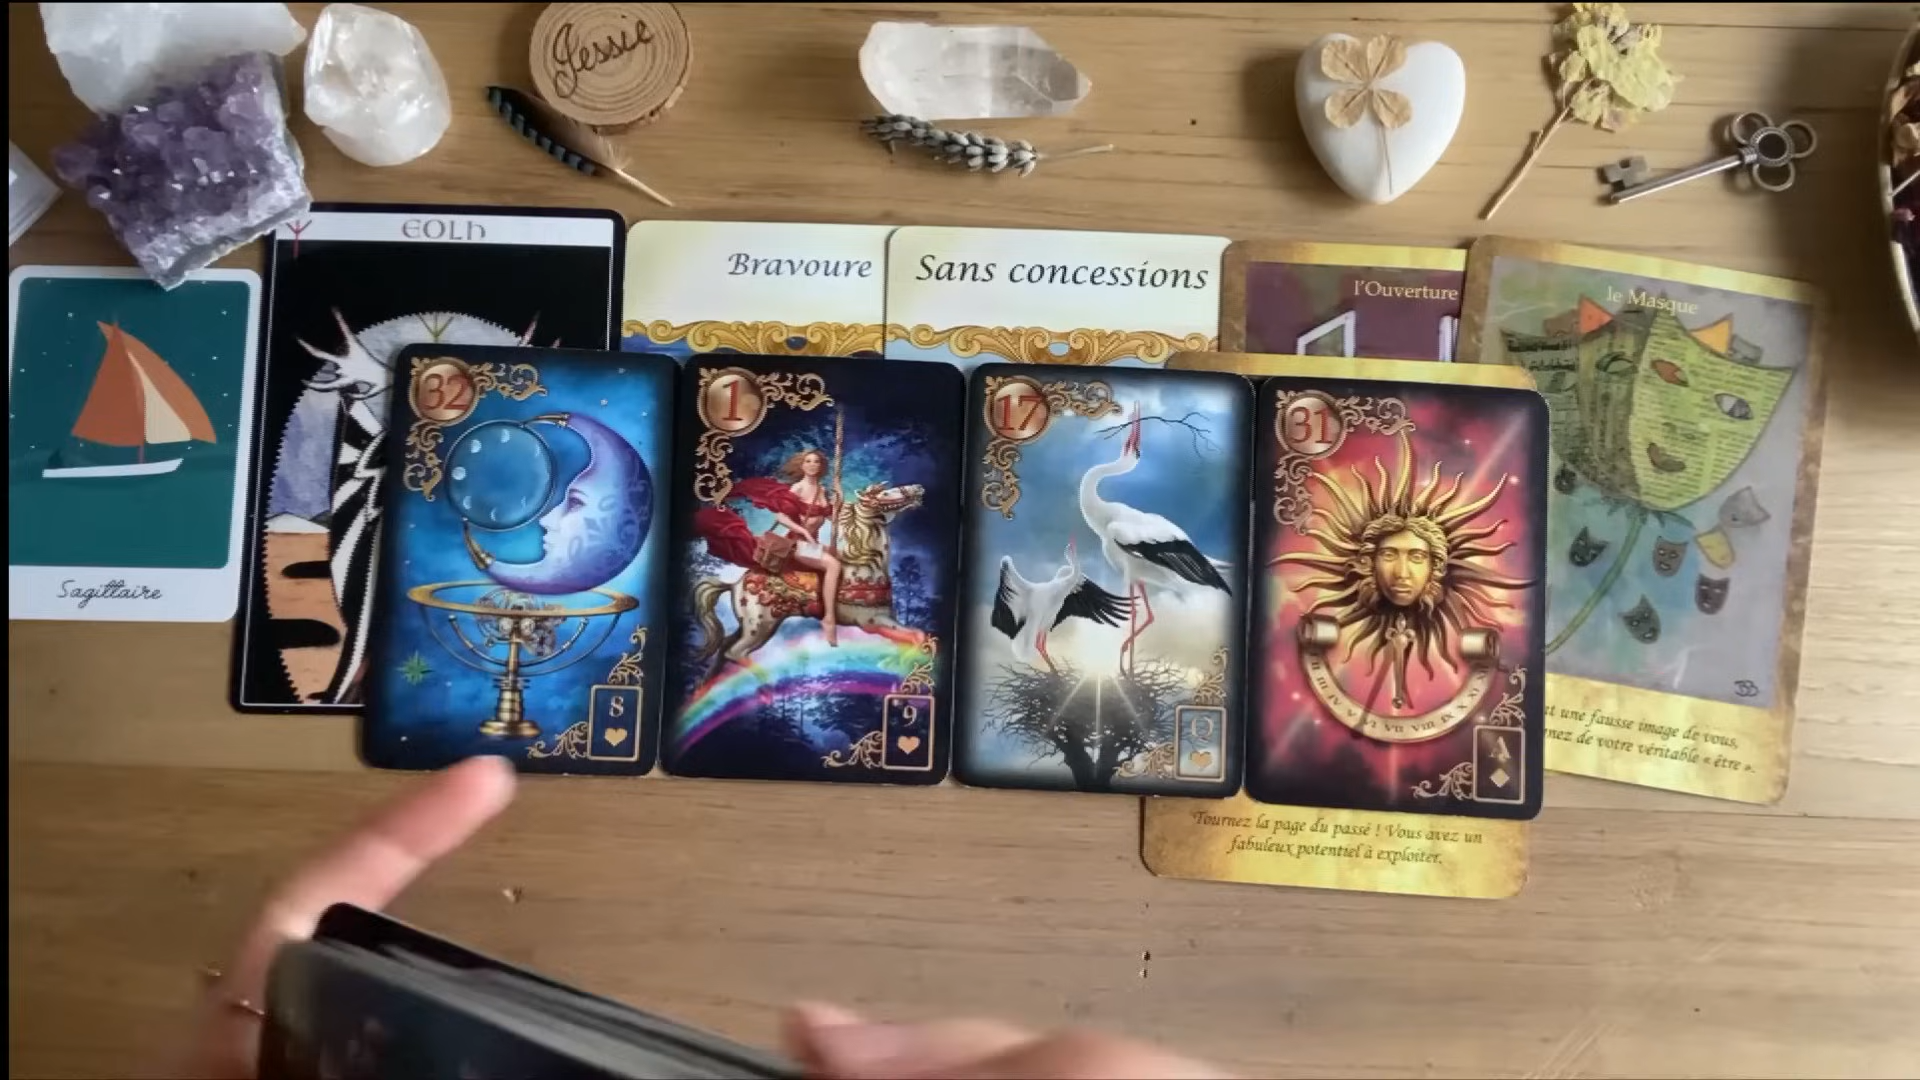 Jessie
EOLH
Bravoure
Sans concessions
l'Ouverture
le Masque
Sagittaire
32
1
17
31
8
9
Q
A
t une fausse image de vous,
nez de votre véritable « être ».
Tournez la page du passé ! Vous avez un
fabuleux potentiel à exploiter.